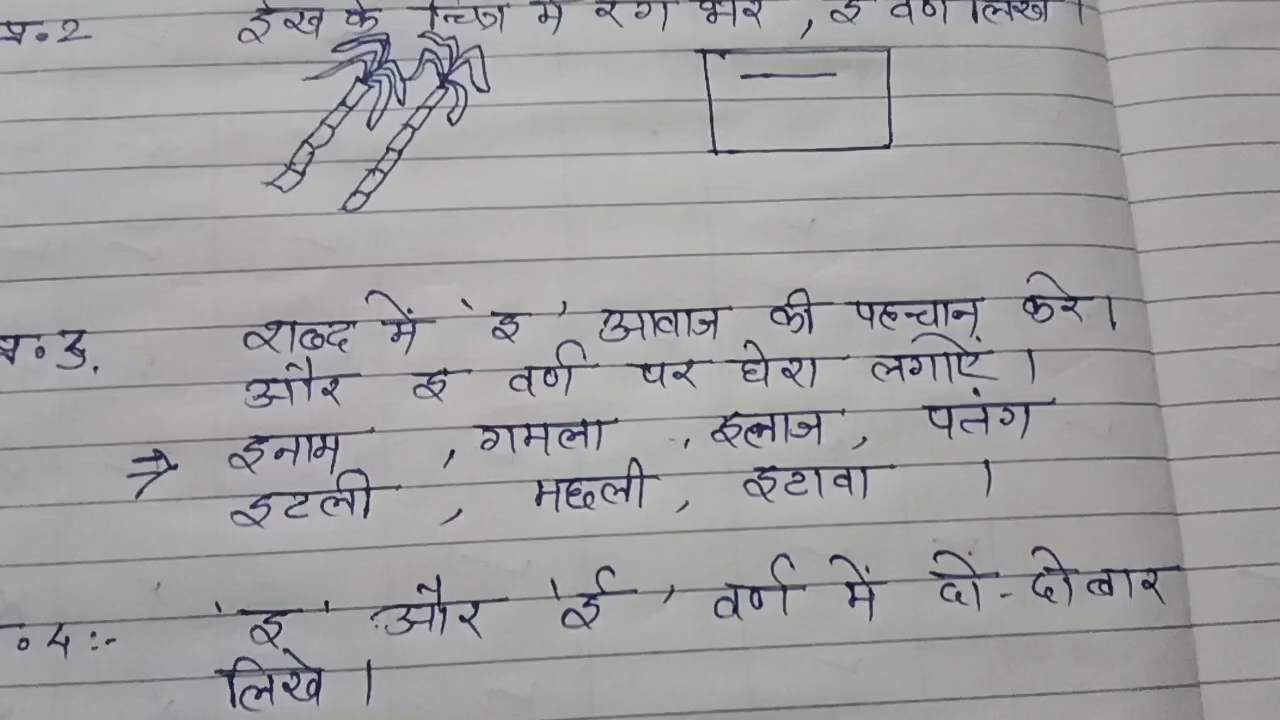 प्र.2 ईख के चित्र में रंग भरे , इ वर्ण लिखे ।
प्र.3. शब्द में 'इ' आवाज की पहचान करे ।
और इ वर्ण पर घेरा लगाऐं ।
⇒ इनाम , गमला , इलाज , पतंग
इटली , मछली , इटावा ।
.4 :- 'इ' और 'ई' वर्ण में दो-दो बार
लिखे ।